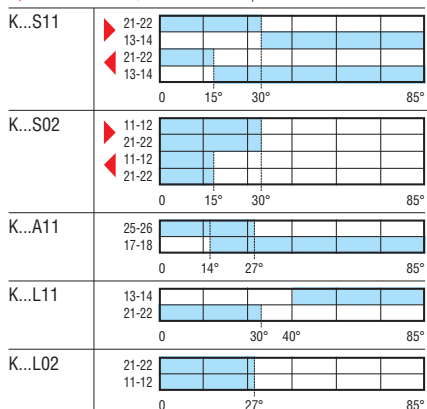 K...S11
21-22
13-14
21-22
13-14
0 15° 30° 85°
K...S02
11-12
21-22
11-12
21-22
0 15° 30° 85°
K...A11
25-26
17-18
0 14° 27° 85°
K...L11
13-14
21-22
0 30° 40° 85°
K...L02
21-22
11-12
0 27° 85°